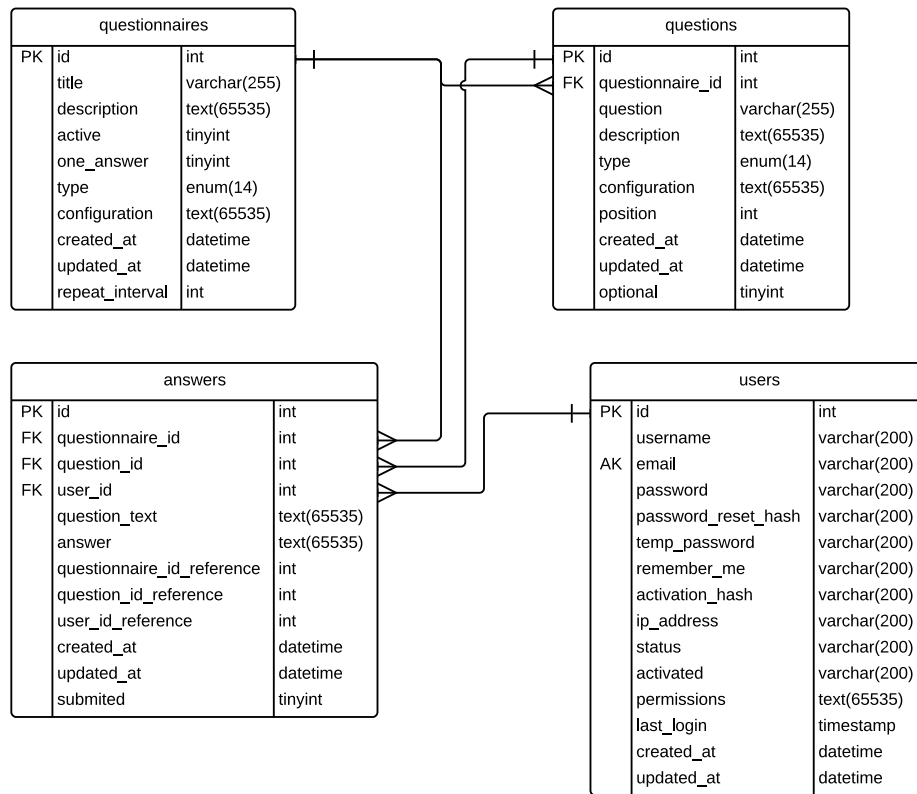 questionnaires
PK id int
title varchar(255)
description text(65535)
active tinyint
one_answer tinyint
type enum(14)
configuration text(65535)
created_at datetime
updated_at datetime
repeat_interval int
questions
PK id int
FK questionnaire_id int
question varchar(255)
description text(65535)
type enum(14)
configuration text(65535)
position int
created_at datetime
updated_at datetime
optional tinyint
answers
PK id int
FK questionnaire_id int
FK question_id int
FK user_id int
question_text text(65535)
answer text(65535)
questionnaire_id_reference int
question_id_reference int
user_id_reference int
created_at datetime
updated_at datetime
submited tinyint
users
PK id int
username varchar(200)
AK email varchar(200)
password varchar(200)
password_reset_hash varchar(200)
temp_password varchar(200)
remember_me varchar(200)
activation_hash varchar(200)
ip_address varchar(200)
status varchar(200)
activated varchar(200)
permissions text(65535)
last_login timestamp
created_at datetime
updated_at datetime